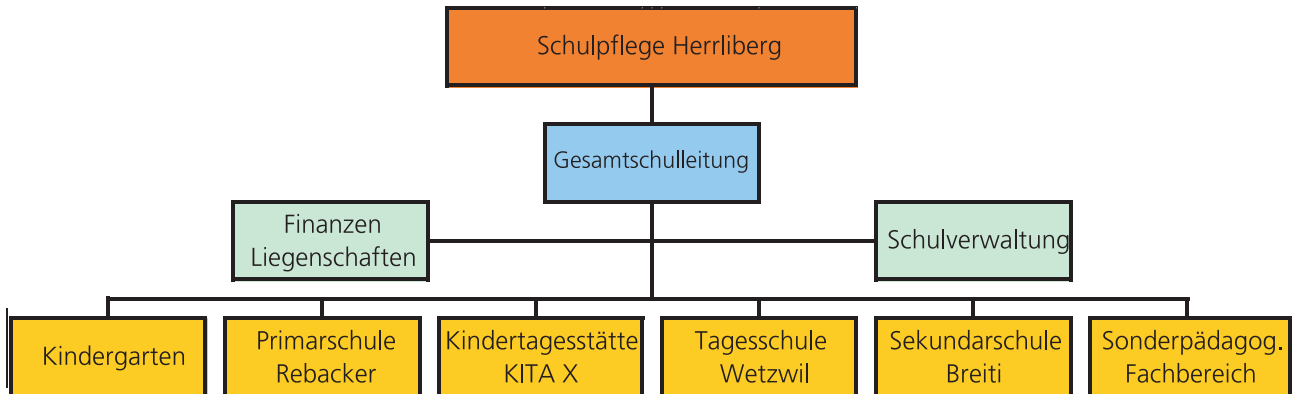 Schulpflege Herrliberg
Gesamtschulleitung
Finanzen
Liegenschaften
Schulverwaltung
Kindergarten
Primarschule
Rebacker
Kindertagesstätte
KITA X
Tagesschule
Wetzwil
Sekundarschule
Breiti
Sonderpädagog.
Fachbereich